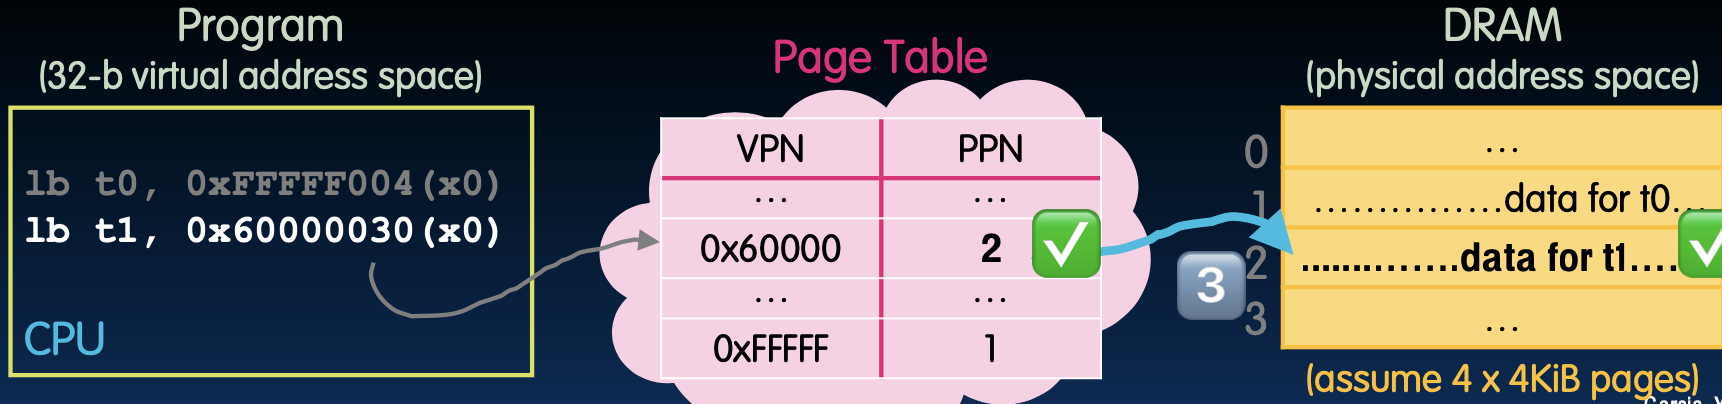 Program
(32-b virtual address space)
lb t0, 0xFFFFF004(x0)
lb t1, 0x60000030(x0)
CPU
Page Table
VPN PPN
... ...
0x60000 2
... ...
0xFFFFF 1
3
DRAM
(physical address space)
0 ...
1 ...............data for t0...
2 ...............data for t1....
3 ...
(assume 4 x 4KiB pages)